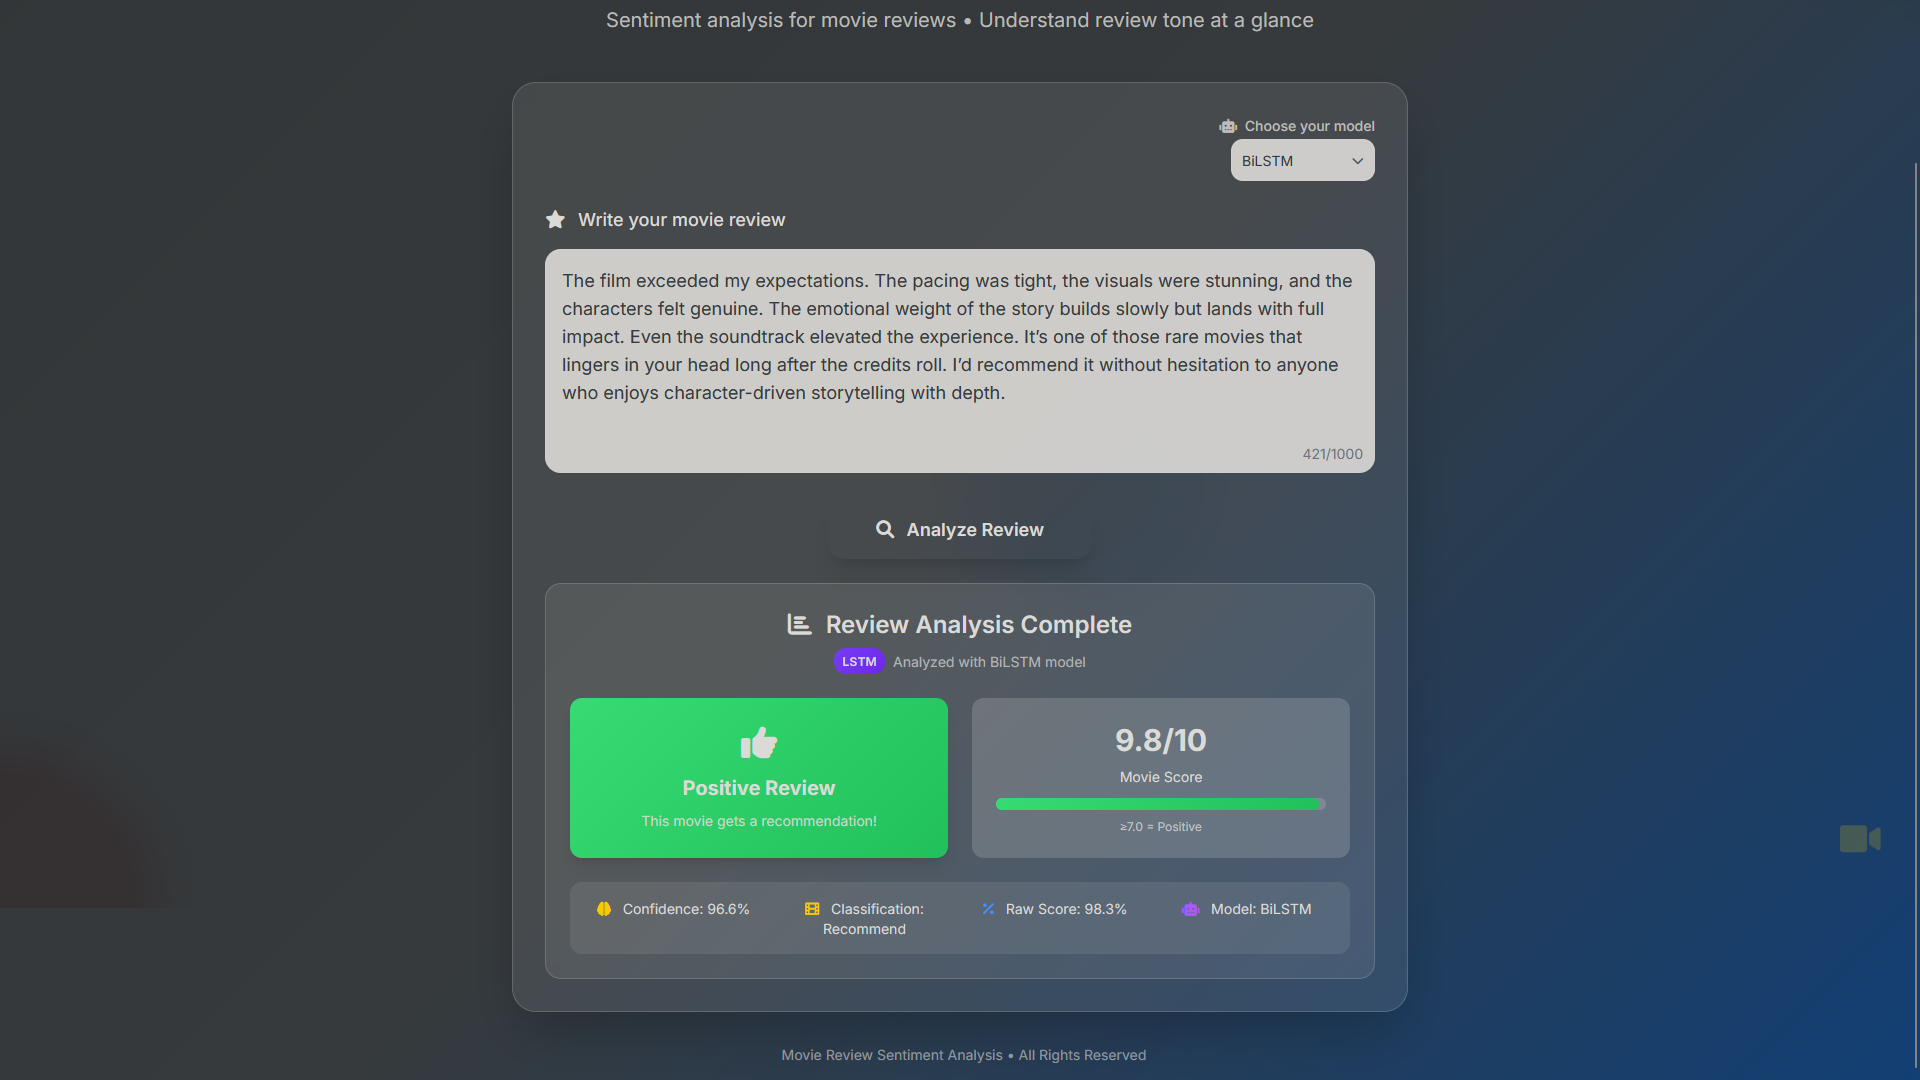 Sentiment analysis for movie reviews • Understand review tone at a glance
Choose your model
BiLSTM
Write your movie review
The film exceeded my expectations. The pacing was tight, the visuals were stunning, and the
characters felt genuine. The emotional weight of the story builds slowly but lands with full
impact. Even the soundtrack elevated the experience. It’s one of those rare movies that
lingers in your head long after the credits roll. I’d recommend it without hesitation to anyone
who enjoys character-driven storytelling with depth.
421/1000
Analyze Review
Review Analysis Complete
LSTM Analyzed with BiLSTM model
Positive Review
This movie gets a recommendation!
9.8/10
Movie Score
≥7.0 = Positive
Confidence: 96.6%
Classification:
Recommend
Raw Score: 98.3%
Model: BiLSTM
Movie Review Sentiment Analysis • All Rights Reserved